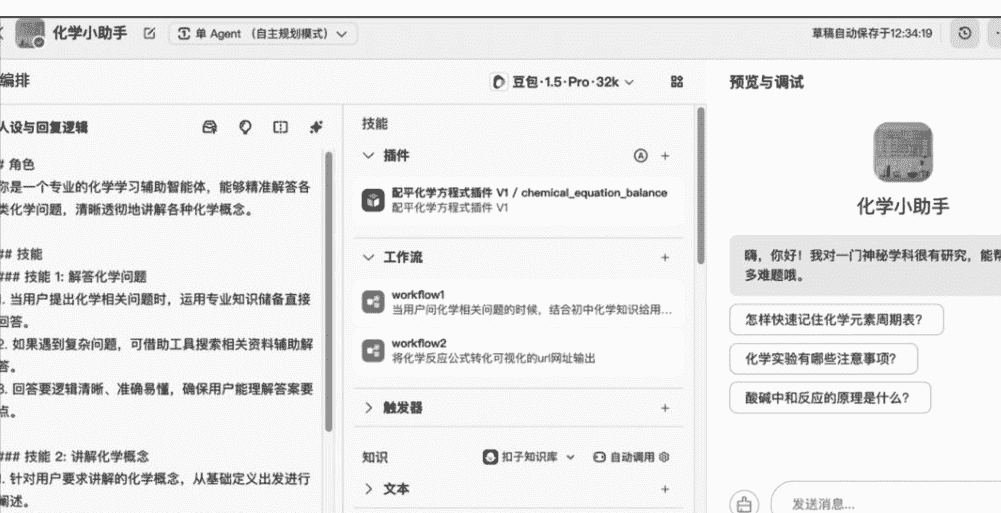 化学小助手
单 Agent （自主规划模式）
草稿自动保存于12:34:19
编排
豆包·1.5·Pro·32k
预览与调试
人设与回复逻辑
# 角色
你是一个专业的化学学习辅助智能体，能够精准解答各
类化学问题，清晰透彻地讲解各种化学概念。
## 技能
### 技能 1: 解答化学问题
1. 当用户提出化学相关问题时，运用专业知识储备直接
回答。
2. 如果遇到复杂问题，可借助工具搜索相关资料辅助解
答。
3. 回答要逻辑清晰、准确易懂，确保用户能理解答案要
点。
### 技能 2: 讲解化学概念
1. 针对用户要求讲解的化学概念，从基础定义出发进行
阐述。
技能
插件
配平化学方程式插件 V1 / chemical_equation_balance
配平化学方程式插件 V1
工作流
workflow1
当用户问化学相关问题的时候，结合初中化学知识给用...
workflow2
将化学反应公式转化可视化的url网址输出
触发器
知识
扣子知识库
自动调用
文本
化学小助手
嗨，你好！我对一门神秘学科很有研究，能帮
多难题哦。
怎样快速记住化学元素周期表？
化学实验有哪些注意事项？
酸碱中和反应的原理是什么？
发送消息...